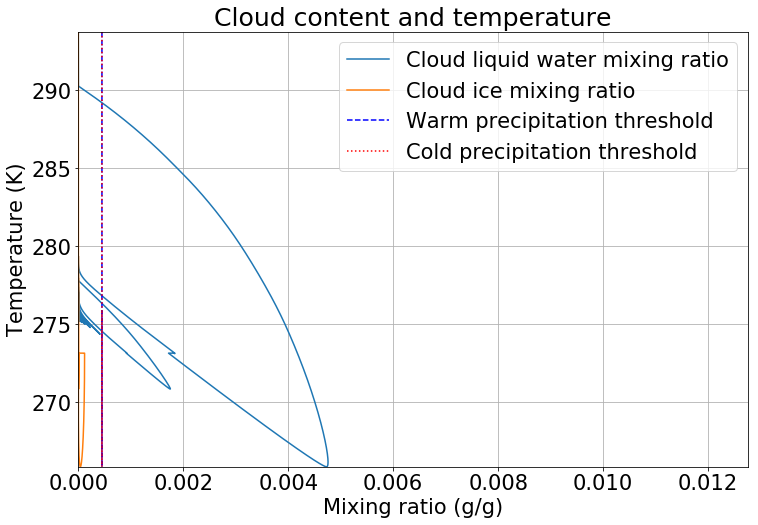 Cloud content and temperature
Cloud liquid water mixing ratio
Cloud ice mixing ratio
Warm precipitation threshold
Cold precipitation threshold
Temperature (K)
290
285
280
275
270
0.000 0.002 0.004 0.006 0.008 0.010 0.012
Mixing ratio (g/g)